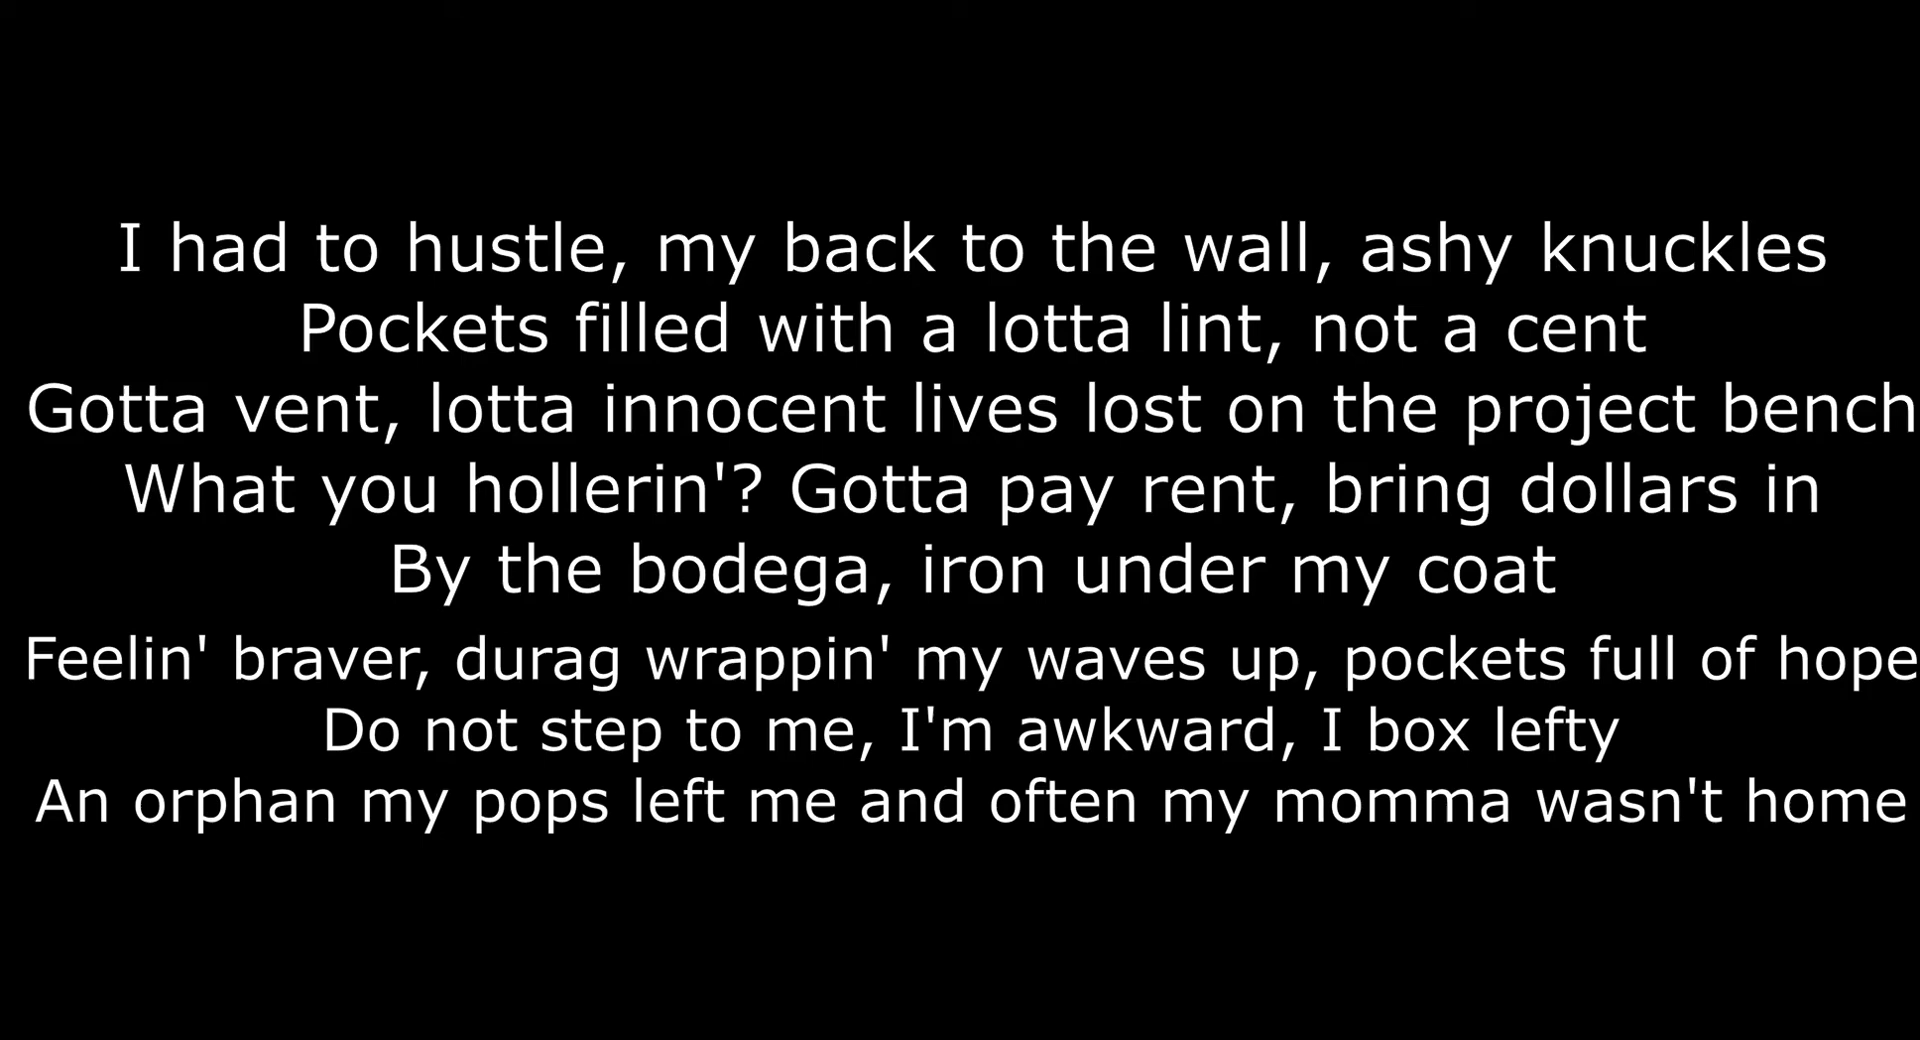 I had to hustle, my back to the wall, ashy knuckles
Pockets filled with a lotta lint, not a cent
Gotta vent, lotta innocent lives lost on the project bench
What you hollerin'? Gotta pay rent, bring dollars in
By the bodega, iron under my coat
Feelin' braver, durag wrappin' my waves up, pockets full of hope
Do not step to me, I'm awkward, I box lefty
An orphan my pops left me and often my momma wasn't home